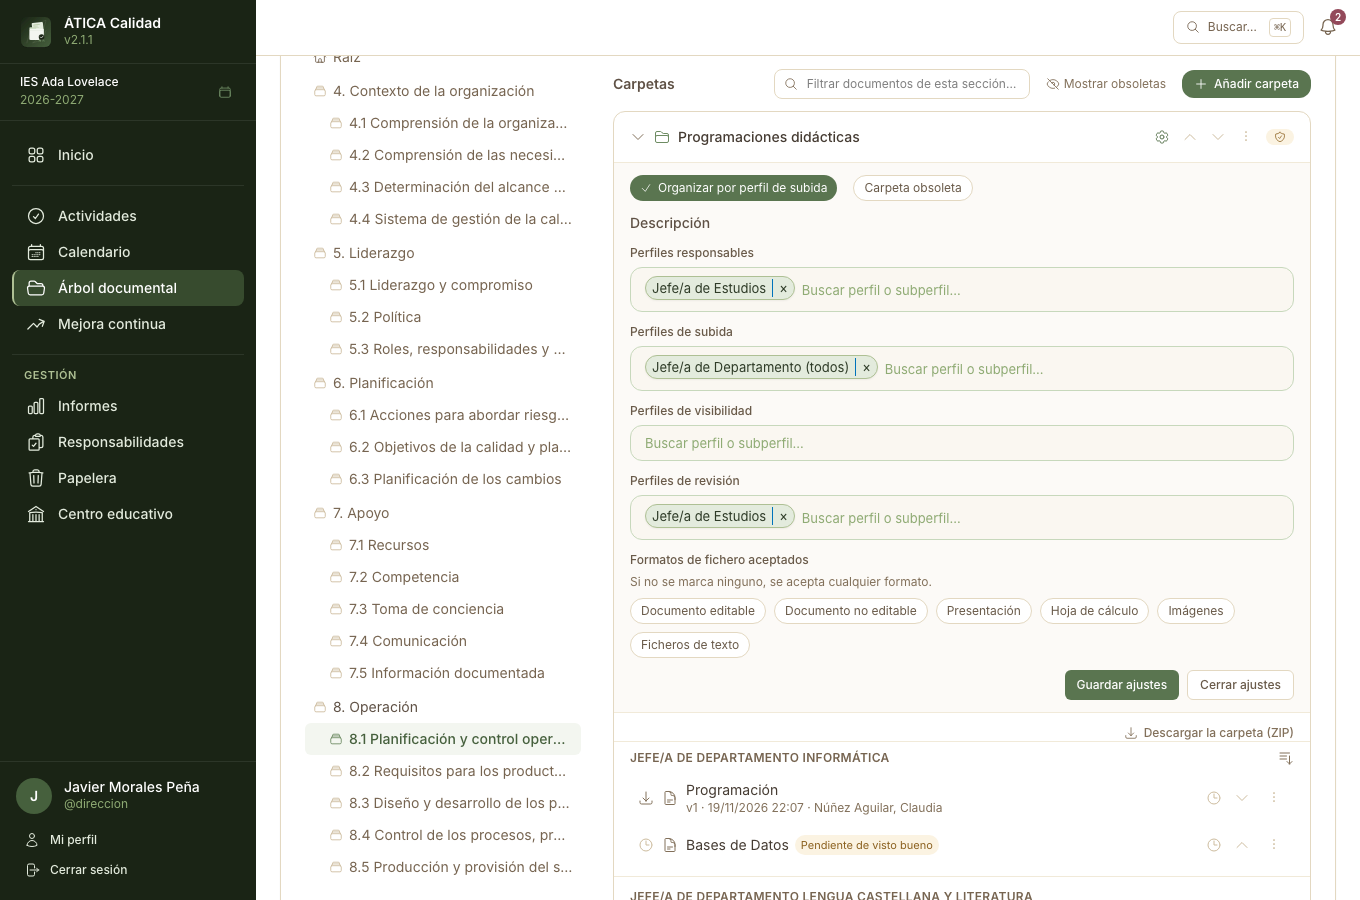 ÁTICA Calidad
v2.1.1
IES Ada Lovelace
2026-2027
Inicio
Actividades
Calendario
Árbol documental
Mejora continua
GESTIÓN
Informes
Responsabilidades
Papelera
Centro educativo
J
Javier Morales Peña
@direccion
Mi perfil
Cerrar sesión
Buscar...
⌘K
2
Raíz
4. Contexto de la organización
4.1 Comprensión de la organiza...
4.2 Comprensión de las necesi...
4.3 Determinación del alcance ...
4.4 Sistema de gestión de la cal...
5. Liderazgo
5.1 Liderazgo y compromiso
5.2 Política
5.3 Roles, responsabilidades y ...
6. Planificación
6.1 Acciones para abordar riesg...
6.2 Objetivos de la calidad y pla...
6.3 Planificación de los cambios
7. Apoyo
7.1 Recursos
7.2 Competencia
7.3 Toma de conciencia
7.4 Comunicación
7.5 Información documentada
8. Operación
8.1 Planificación y control oper...
8.2 Requisitos para los product...
8.3 Diseño y desarrollo de los p...
8.4 Control de los procesos, pr...
8.5 Producción y provisión del s...
Carpetas
Filtrar documentos de esta sección...
Mostrar obsoletas
Añadir carpeta
Programaciones didácticas
Organizar por perfil de subida
Carpeta obsoleta
Descripción
Perfiles responsables
Jefe/a de Estudios × Buscar perfil o subperfil...
Perfiles de subida
Jefe/a de Departamento (todos) × Buscar perfil o subperfil...
Perfiles de visibilidad
Buscar perfil o subperfil...
Perfiles de revisión
Jefe/a de Estudios × Buscar perfil o subperfil...
Formatos de fichero aceptados
Si no se marca ninguno, se acepta cualquier formato.
Documento editable
Documento no editable
Presentación
Hoja de cálculo
Imágenes
Ficheros de texto
Guardar ajustes
Cerrar ajustes
Descargar la carpeta (ZIP)
JEFE/A DE DEPARTAMENTO INFORMÁTICA
Programación
v1 · 19/11/2026 22:07 · Núñez Aguilar, Claudia
Bases de Datos Pendiente de visto bueno
JEFE/A DE DEPARTAMENTO LENGUA CASTELLANA Y LITERATURA